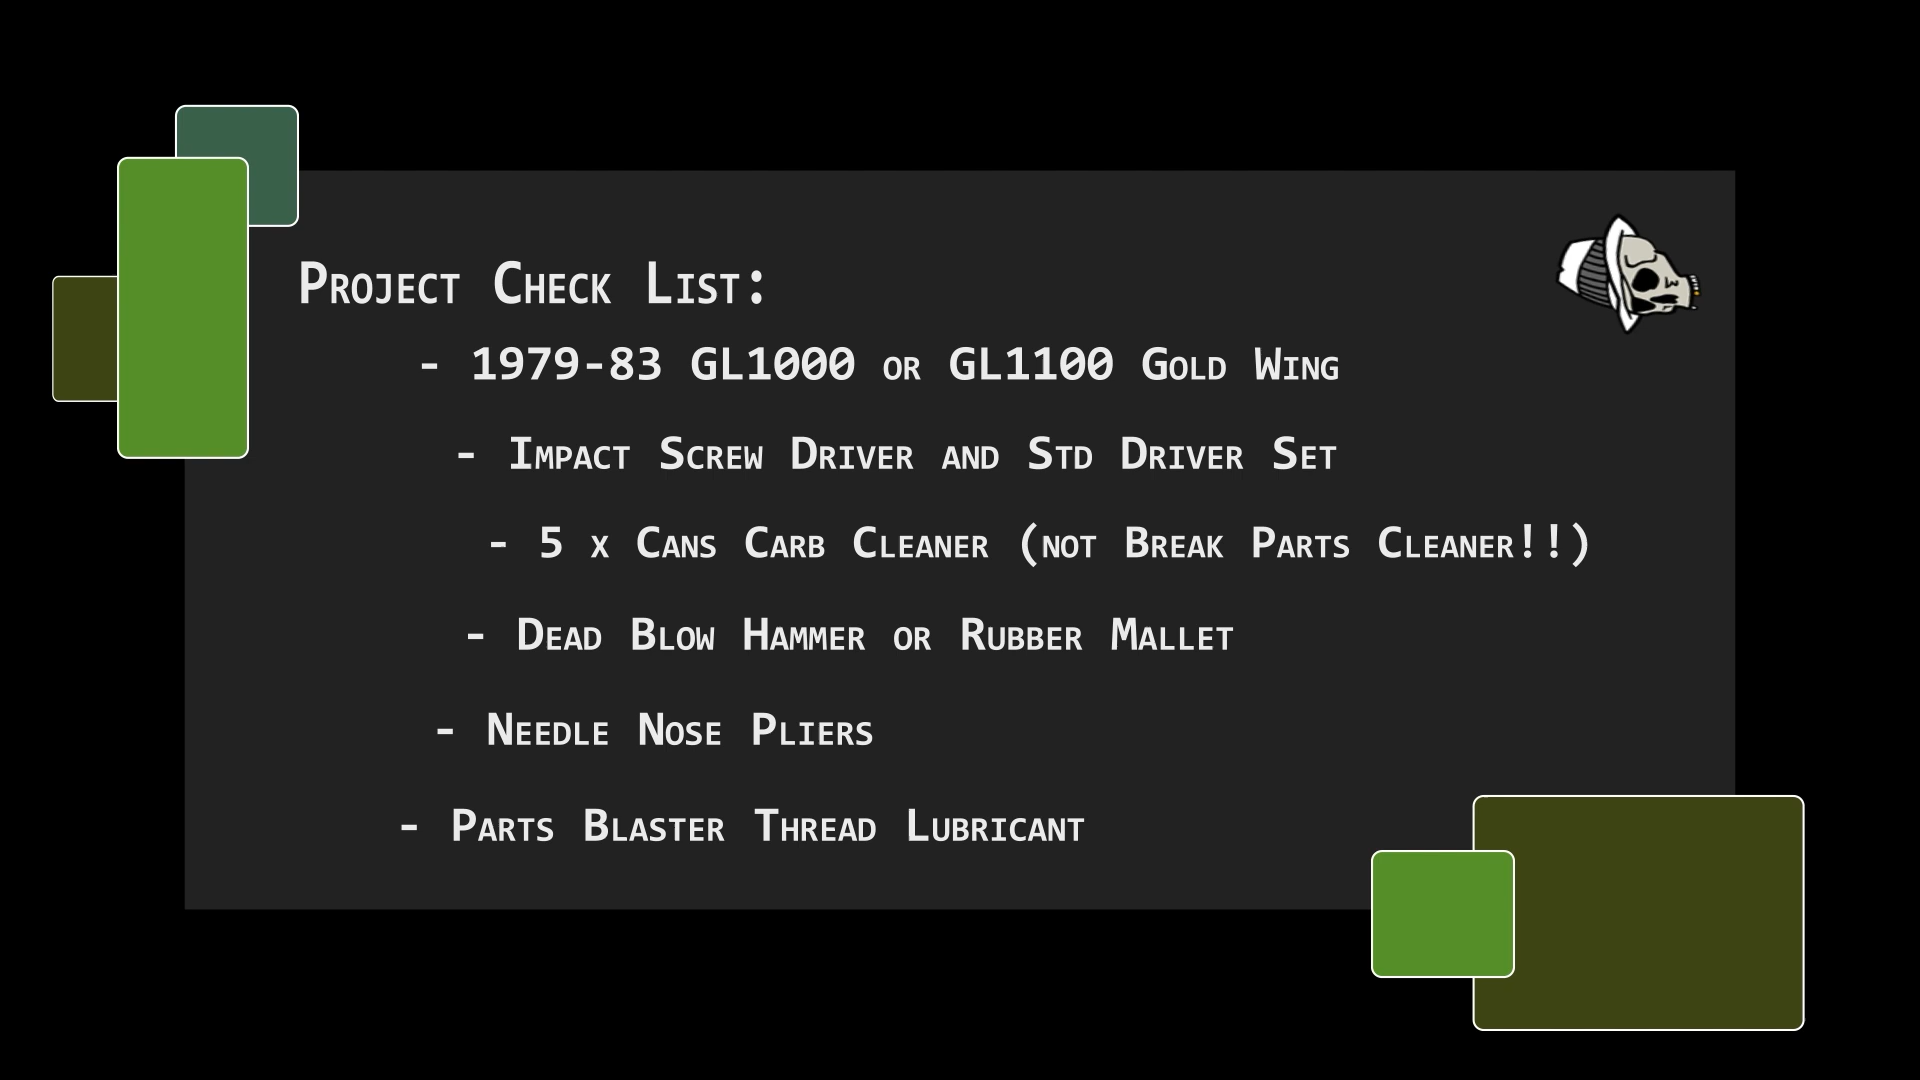 Project Check List:
- 1979-83 GL1000 or GL1100 Gold Wing
- Impact Screw Driver and Std Driver Set
- 5 x Cans Carb Cleaner (not Break Parts Cleaner!!)
- Dead Blow Hammer or Rubber Mallet
- Needle Nose Pliers
- Parts Blaster Thread Lubricant